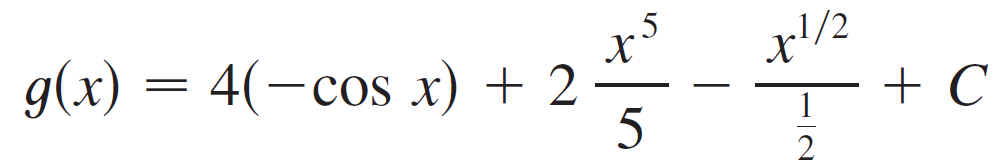 g(x) = 4(−cos x) + 2 x^5/5 − x^{1/2}/(1/2) + C